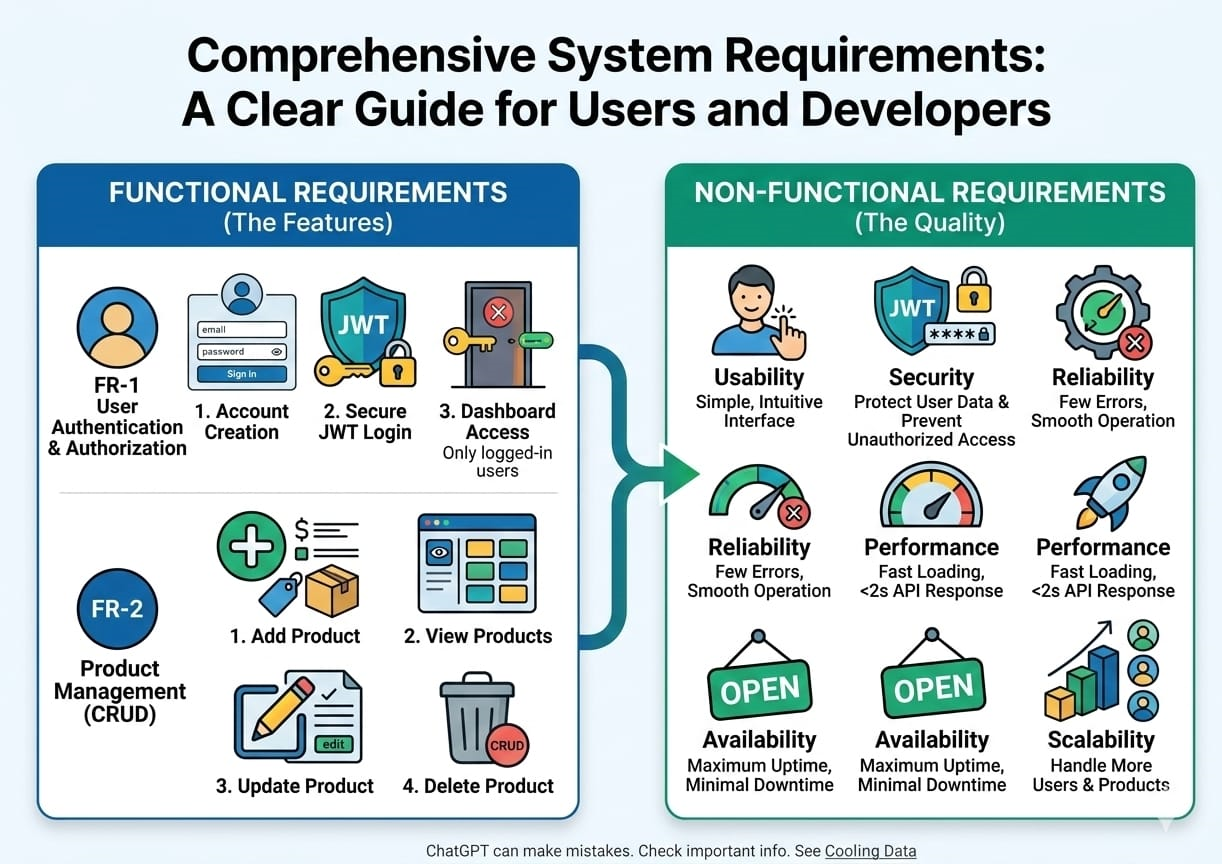 Comprehensive System Requirements:
A Clear Guide for Users and Developers
FUNCTIONAL REQUIREMENTS
(The Features)
FR-1
User
Authentication
& Authorization
email
password
Sign in
1. Account
Creation
JWT
2. Secure
JWT Login
3. Dashboard
Access
Only logged-in
users
FR-2
Product
Management
(CRUD)
$
1. Add Product
2. View Products
edit
3. Update Product
CRUD
4. Delete Product
NON-FUNCTIONAL REQUIREMENTS
(The Quality)
Usability
Simple, Intuitive
Interface
JWT
****
Security
Protect User Data &
Prevent
Unauthorized Access
Reliability
Few Errors,
Smooth Operation
Reliability
Few Errors,
Smooth Operation
Performance
Fast Loading,
<2s API Response
Performance
Fast Loading,
<2s API Response
OPEN
Availability
Maximum Uptime,
Minimal Downtime
OPEN
Availability
Maximum Uptime,
Minimal Downtime
Scalability
Handle More
Users & Products
ChatGPT can make mistakes. Check important info. See Cooling Data